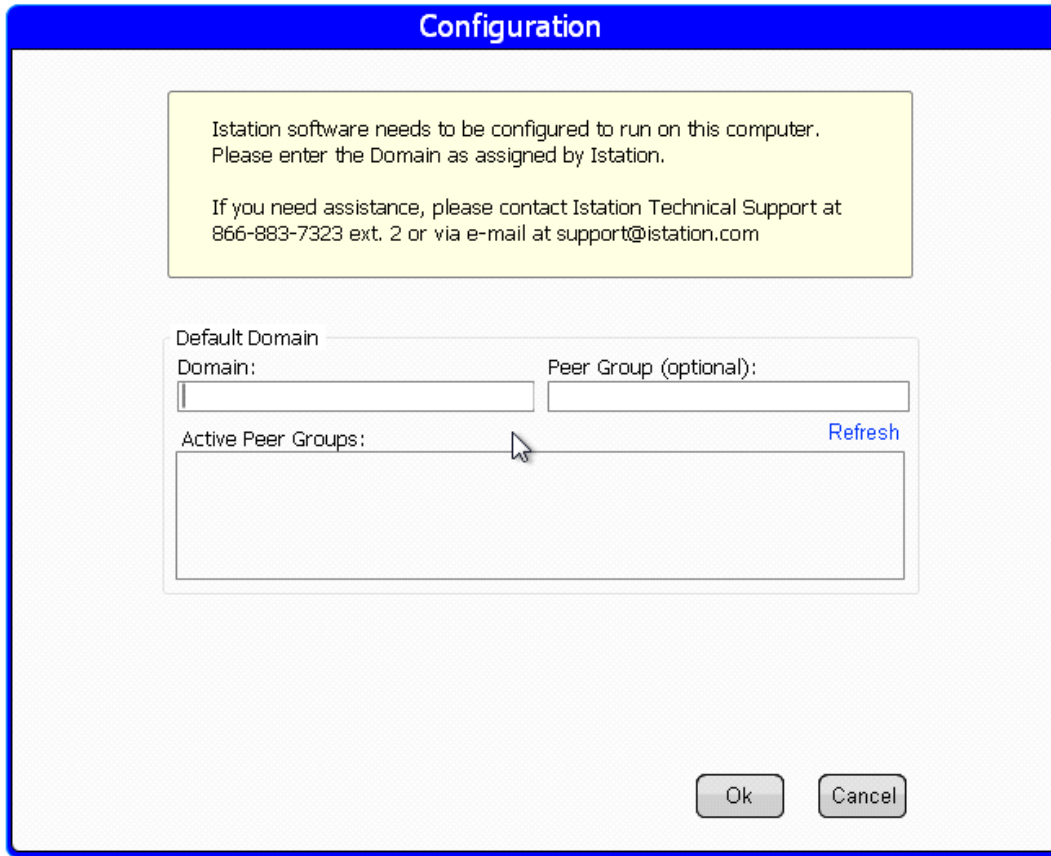 Configuration
Istation software needs to be configured to run on this computer.
Please enter the Domain as assigned by Istation.
If you need assistance, please contact Istation Technical Support at
866-883-7323 ext. 2 or via e-mail at support@istation.com
Default Domain
Domain:
Peer Group (optional):
Active Peer Groups:
Refresh
Ok
Cancel